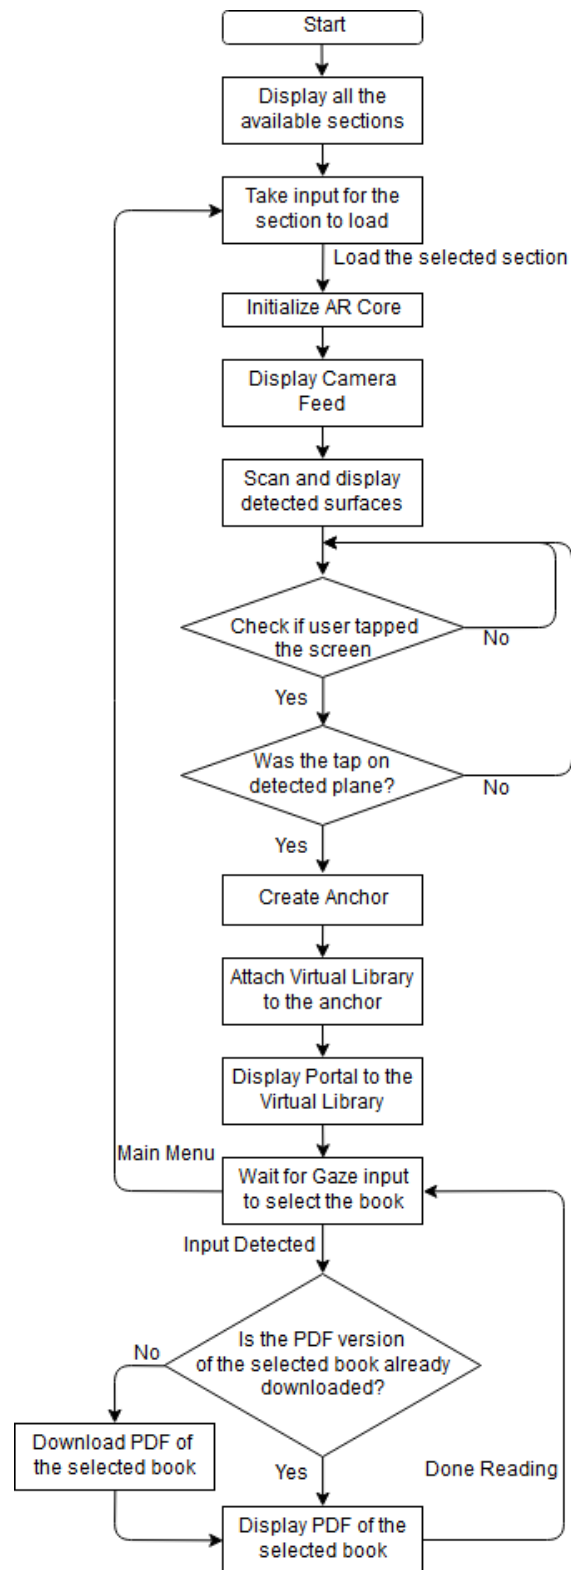 Start
Display all the
available sections
Take input for the
section to load
Load the selected section
Initialize AR Core
Display Camera
Feed
Scan and display
detected surfaces
Check if user tapped
the screen
No
Yes
Was the tap on
detected plane?
No
Yes
Create Anchor
Attach Virtual Library
to the anchor
Display Portal to the
Virtual Library
Main Menu
Wait for Gaze input
to select the book
Input Detected
Is the PDF version
of the selected book already
downloaded?
No
Download PDF of
the selected book
Yes
Done Reading
Display PDF of the
selected book